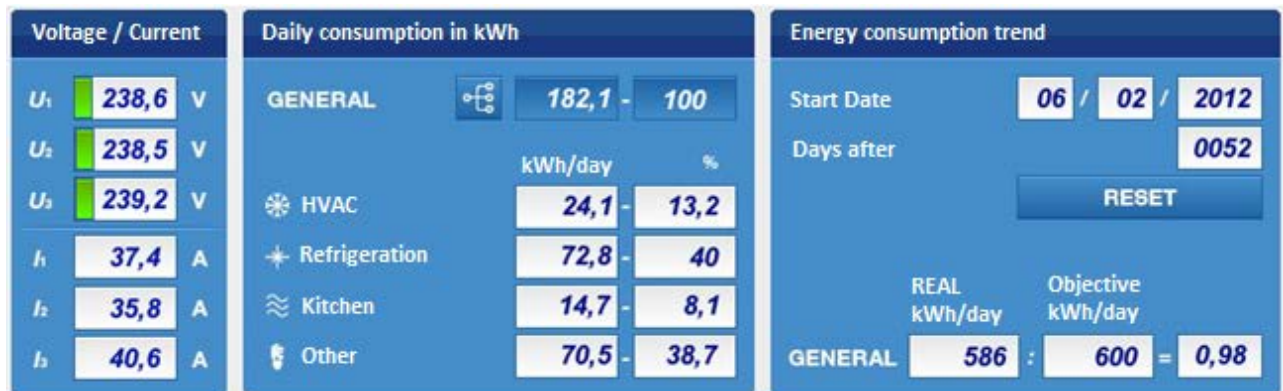 Voltage / Current
U1 238,6 V
U2 238,5 V
U3 239,2 V
I1 37,4 A
I2 35,8 A
I3 40,6 A
Daily consumption in kWh
GENERAL 182,1 - 100
kWh/day %
HVAC 24,1 - 13,2
Refrigeration 72,8 - 40
Kitchen 14,7 - 8,1
Other 70,5 - 38,7
Energy consumption trend
Start Date 06 / 02 / 2012
Days after 0052
RESET
REAL Objective
kWh/day kWh/day
GENERAL 586 : 600 = 0,98